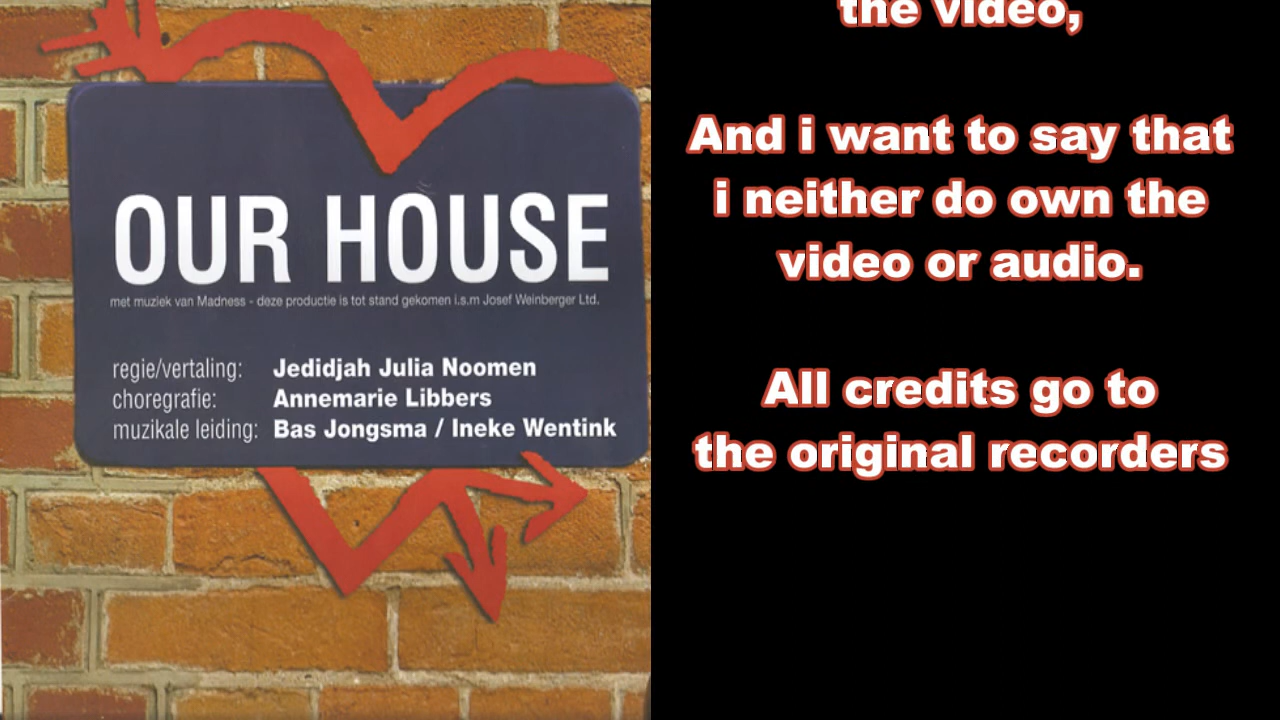 OUR HOUSE
met muziek van Madness - deze productie is tot stand gekomen i.s.m Josef Weinberger Ltd.
regie/vertaling: Jedidjah Julia Noomen
choregrafie: Annemarie Libbers
muzikale leiding: Bas Jongsma / Ineke Wentink
the video,
And i want to say that
i neither do own the
video or audio.
All credits go to
the original recorders